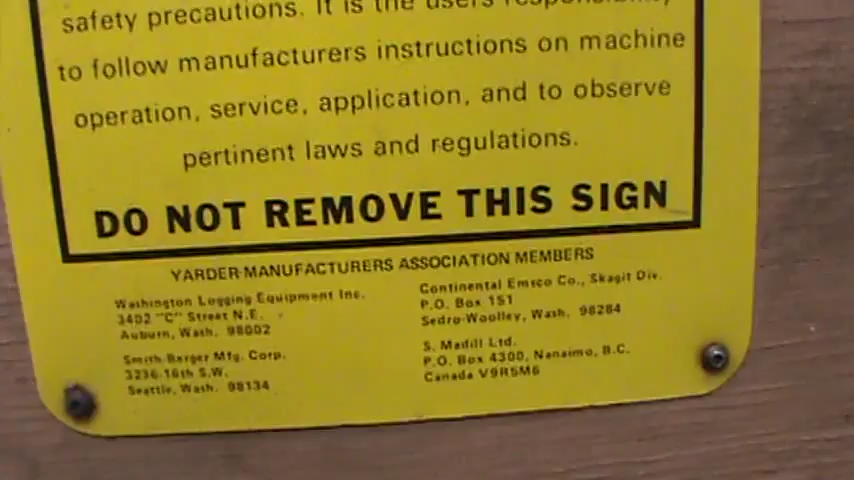 safety precautions. It is the users responsibility
to follow manufacturers instructions on machine
operation, service, application, and to observe
pertinent laws and regulations.
DO NOT REMOVE THIS SIGN
YARDER-MANUFACTURERS ASSOCIATION MEMBERS
Washington Logging Equipment Inc.
3402 "C" Street N.E.
Auburn, Wash. 98002
Smith-Berger Mfg. Corp.
3236-16th S.W.
Seattle, Wash. 98134
Continental Emsco Co., Skagit Div.
P.O. Box 151
Sedro-Woolley, Wash. 98284
S. Madill Ltd.
P.O. Box 4300, Nanaimo, B.C.
Canada V9R5M6